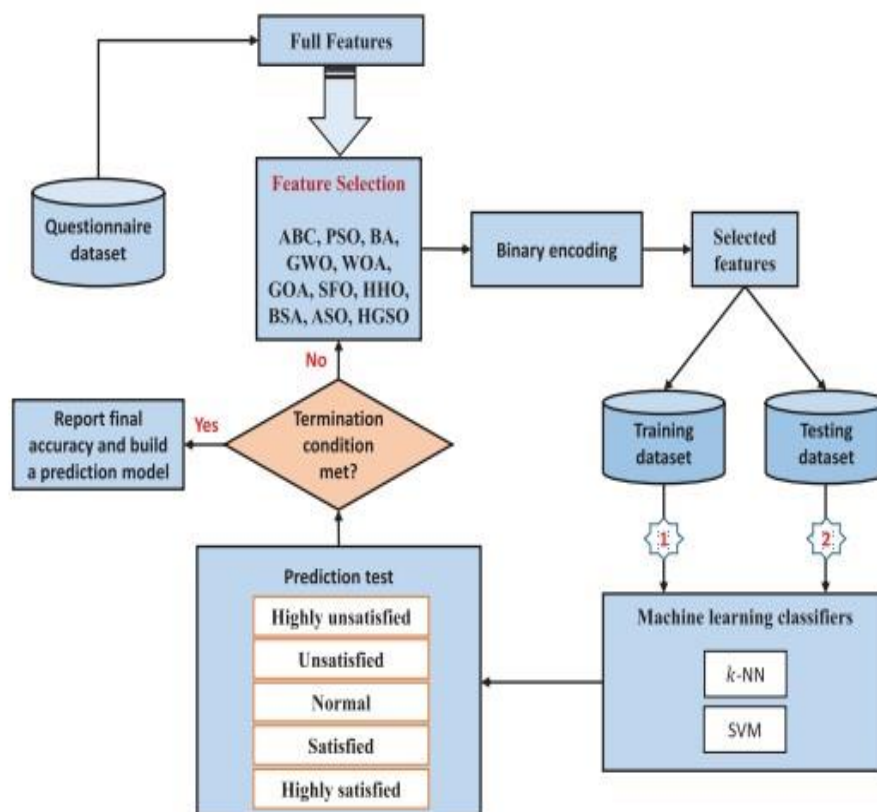 Full Features
Questionnaire
dataset
Feature Selection
ABC, PSO, BA,
GWO, WOA,
GOA, SFO, HHO,
BSA, ASO, HGSO
Binary encoding
Selected
features
Training
dataset
Testing
dataset
1
2
Machine learning classifiers
k-NN
SVM
Prediction test
Highly unsatisfied
Unsatisfied
Normal
Satisfied
Highly satisfied
Termination
condition
met?
No
Yes
Report final
accuracy and build
a prediction model